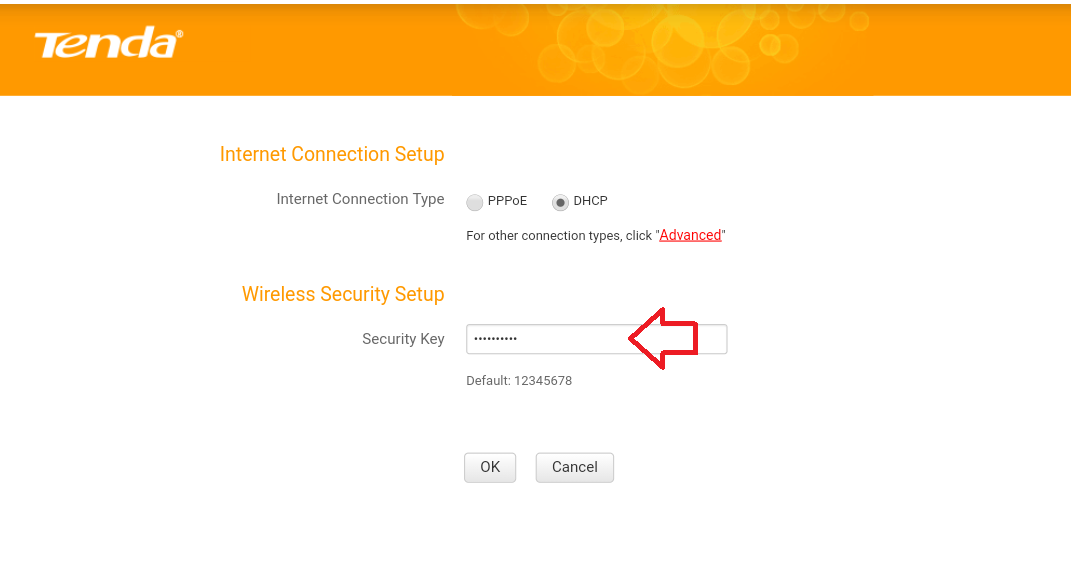 Tenda®
Internet Connection Setup
Internet Connection Type PPPoE DHCP
For other connection types, click "Advanced"
Wireless Security Setup
Security Key ••••••••••
Default: 12345678
OK Cancel